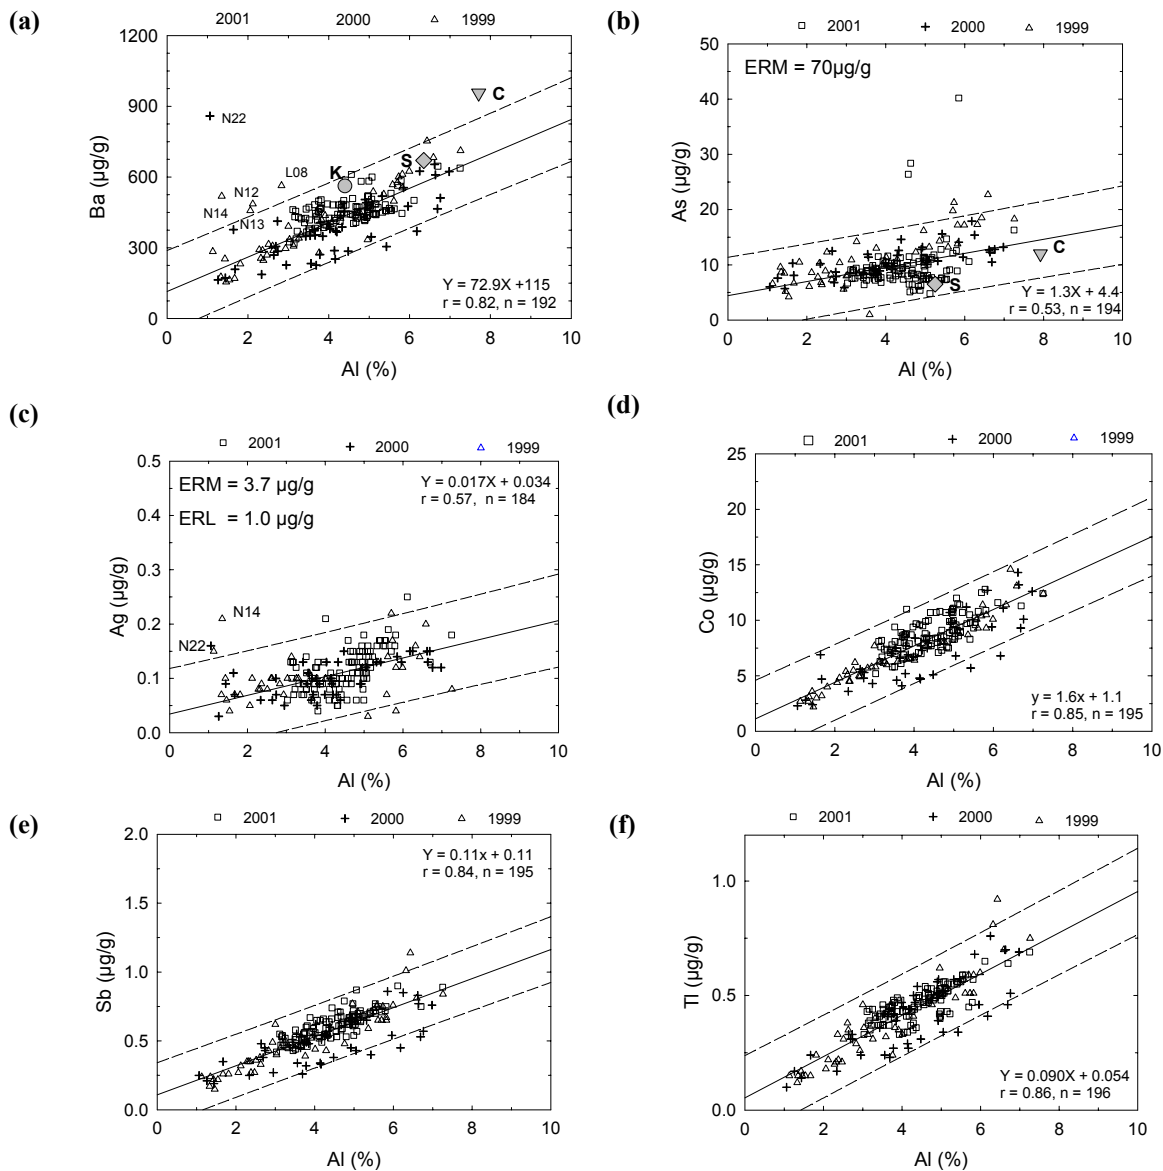 (a)
2001 2000 1999
1200
900
600
300
0
Ba (µg/g)
N22
L08
N12
N14
N13
K
S
C
Y = 72.9X +115
r = 0.82, n = 192
0 2 4 6 8 10
Al (%)
(b)
2001 2000 1999
50
40
30
20
10
0
As (µg/g)
ERM = 70µg/g
C
S
Y = 1.3X + 4.4
r = 0.53, n = 194
0 2 4 6 8 10
Al (%)
(c)
2001 2000 1999
0.5
0.4
0.3
0.2
0.1
0.0
Ag (µg/g)
ERM = 3.7 µg/g
ERL = 1.0 µg/g
Y = 0.017X + 0.034
r = 0.57, n = 184
N14
N22
0 2 4 6 8 10
Al (%)
(d)
2001 2000 1999
25
20
15
10
5
0
Co (µg/g)
y = 1.6x + 1.1
r = 0.85, n = 195
0 2 4 6 8 10
Al (%)
(e)
2001 2000 1999
2.0
1.5
1.0
0.5
0.0
Sb (µg/g)
Y = 0.11x + 0.11
r = 0.84, n = 195
0 2 4 6 8 10
Al (%)
(f)
2001 2000 1999
1.0
0.5
0.0
Tl (µg/g)
Y = 0.090X + 0.054
r = 0.86, n = 196
0 2 4 6 8 10
Al (%)